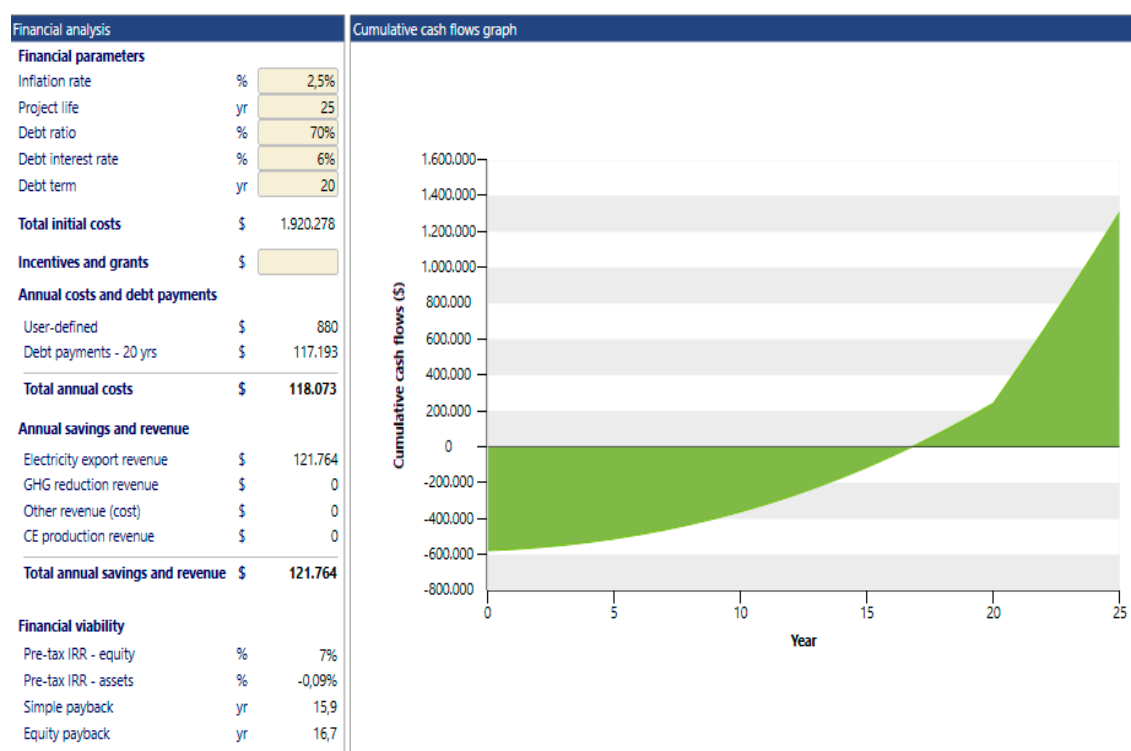 Financial analysis
Financial parameters
Inflation rate % 2,5%
Project life yr 25
Debt ratio % 70%
Debt interest rate % 6%
Debt term yr 20
Total initial costs $ 1.920.278
Incentives and grants $
Annual costs and debt payments
User-defined $ 880
Debt payments - 20 yrs $ 117.193
Total annual costs $ 118.073
Annual savings and revenue
Electricity export revenue $ 121.764
GHG reduction revenue $ 0
Other revenue (cost) $ 0
CE production revenue $ 0
Total annual savings and revenue $ 121.764
Financial viability
Pre-tax IRR - equity % 7%
Pre-tax IRR - assets % -0,09%
Simple payback yr 15,9
Equity payback yr 16,7
Cumulative cash flows graph
Cumulative cash flows ($)
1.600.000
1.400.000
1.200.000
1.000.000
800.000
600.000
400.000
200.000
0
-200.000
-400.000
-600.000
-800.000
0 5 10 15 20 25
Year